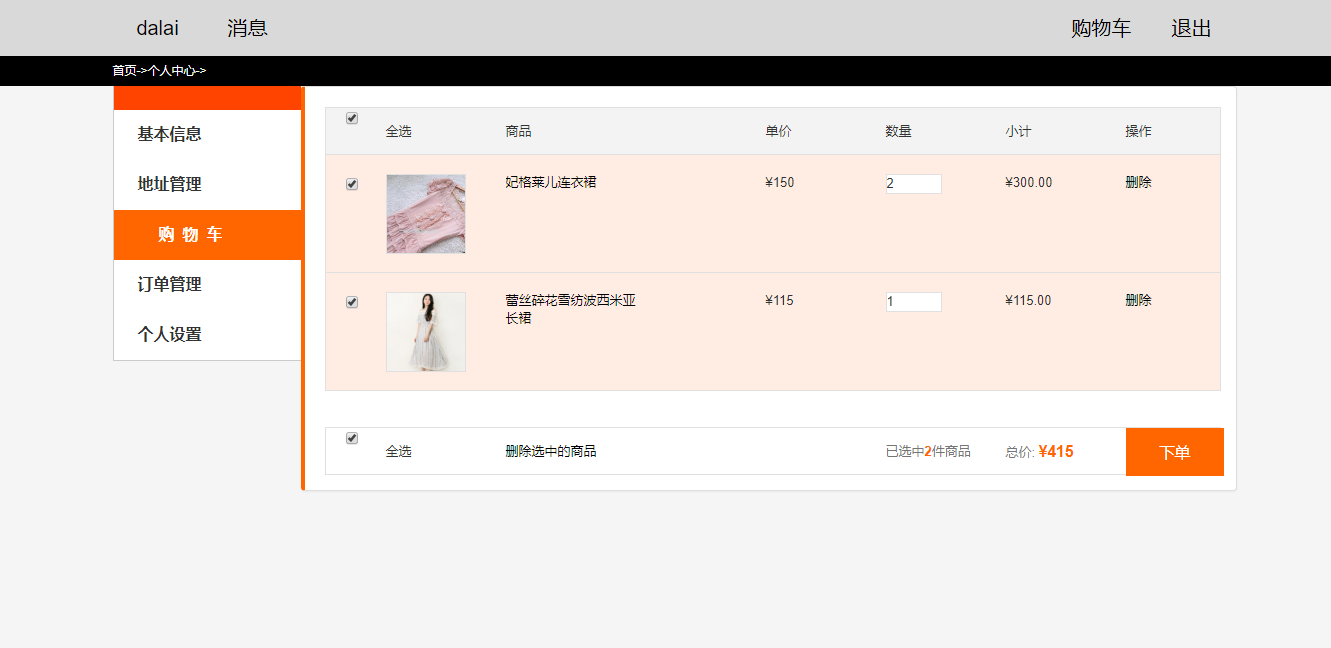 dalai 消息 购物车 退出
首页->个人中心->
基本信息
地址管理
购 物 车
订单管理
个人设置
全选 商品 单价 数量 小计 操作
妃格莱儿连衣裙 ¥150 2 ¥300.00 删除
蕾丝碎花雪纺波西米亚 ¥115 1 ¥115.00 删除
长裙
全选 删除选中的商品 已选中2件商品 总价: ¥415 下单